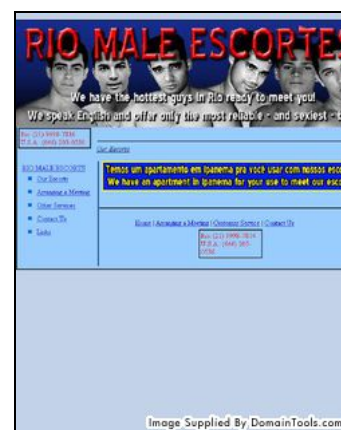 RIO MALE ESCORTES
We have the hottest guys in Rio ready to meet you!
We speak English and offer only the most reliable - and sexiest -
Our Escorts
RIO MALE ESCORTS
Our Escorts
Arranging a Meeting
Other Services
Contact Us
Links
Temos um apartamento em Ipanema pra você usar com nossos
We have an apartment in Ipanema for your use to meet our
Home | Arranging a Meeting | Customer Service | Contact Us
Image Supplied By DomainTools.com